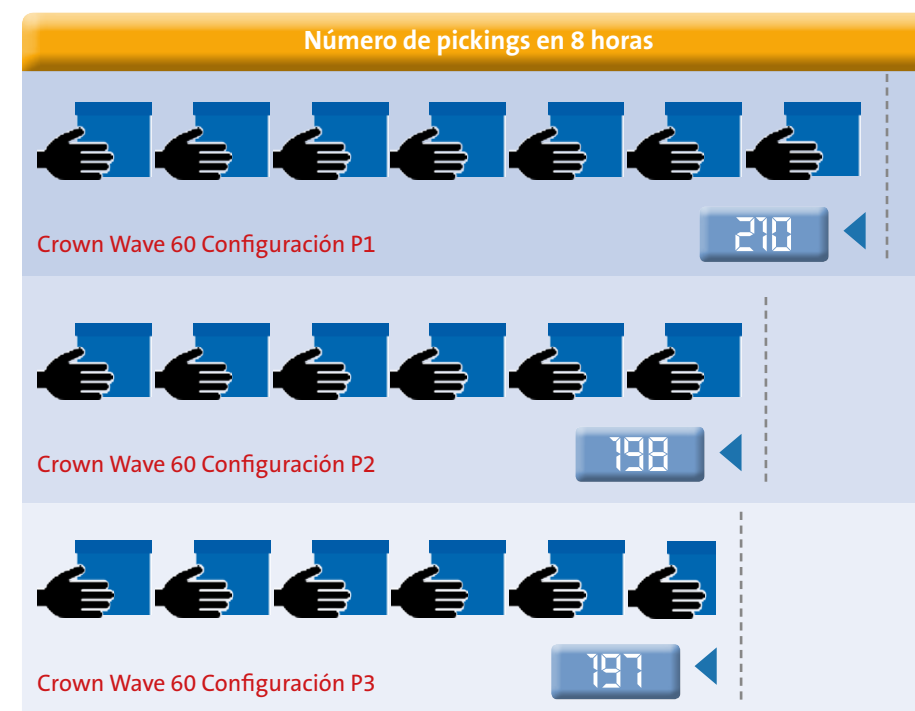 Número de pickings en 8 horas
210
Crown Wave 60 Configuración P1
198
Crown Wave 60 Configuración P2
197
Crown Wave 60 Configuración P3